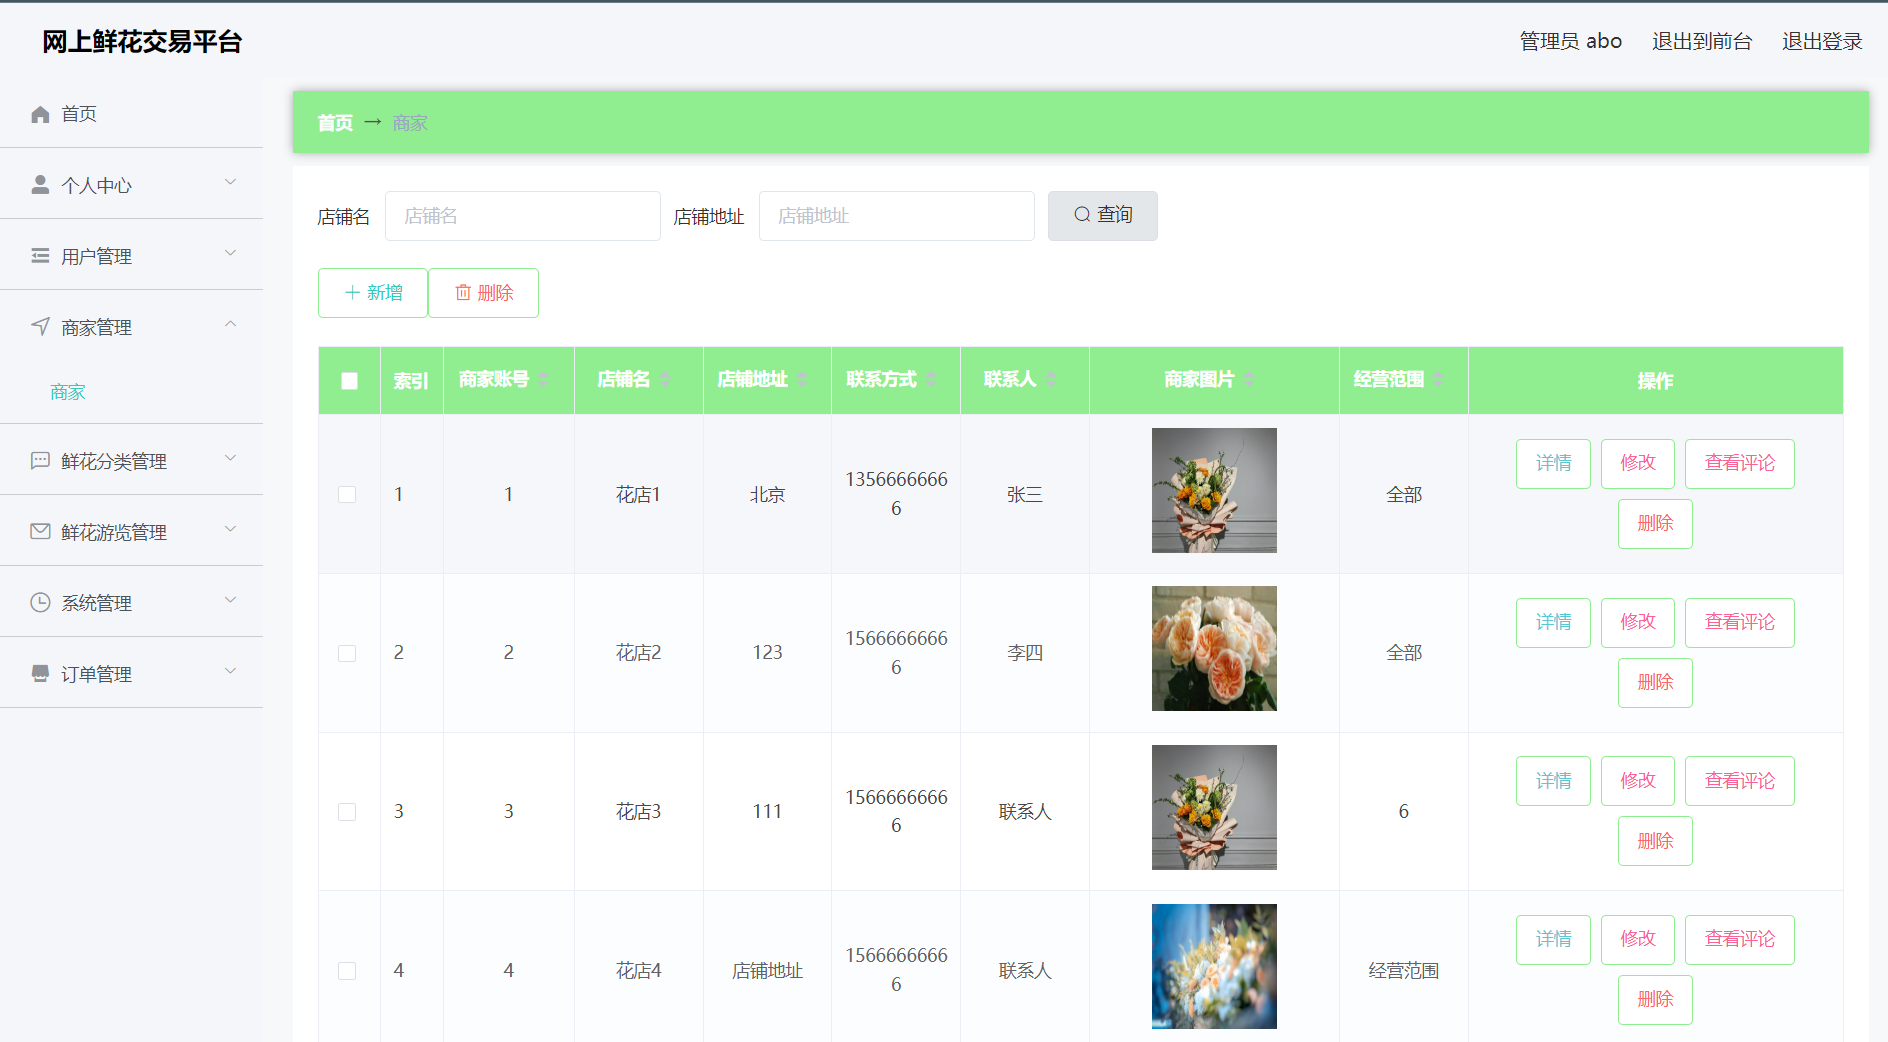 网上鲜花交易平台
管理员 abo 退出到前台 退出登录
首页
个人中心
用户管理
商家管理
商家
鲜花分类管理
鲜花游览管理
系统管理
订单管理
首页 → 商家
店铺名 店铺名 店铺地址 店铺地址 查询
新增 删除
索引 商家账号 店铺名 店铺地址 联系方式 联系人 商家图片 经营范围 操作
1 1 花店1 北京 1356666666 张三 全部 详情 修改 查看评论
6 删除
2 2 花店2 123 1566666666 李四 全部 详情 修改 查看评论
6 删除
3 3 花店3 111 1566666666 联系人 6 详情 修改 查看评论
6 删除
4 4 花店4 店铺地址 1566666666 联系人 经营范围 详情 修改 查看评论
6 删除